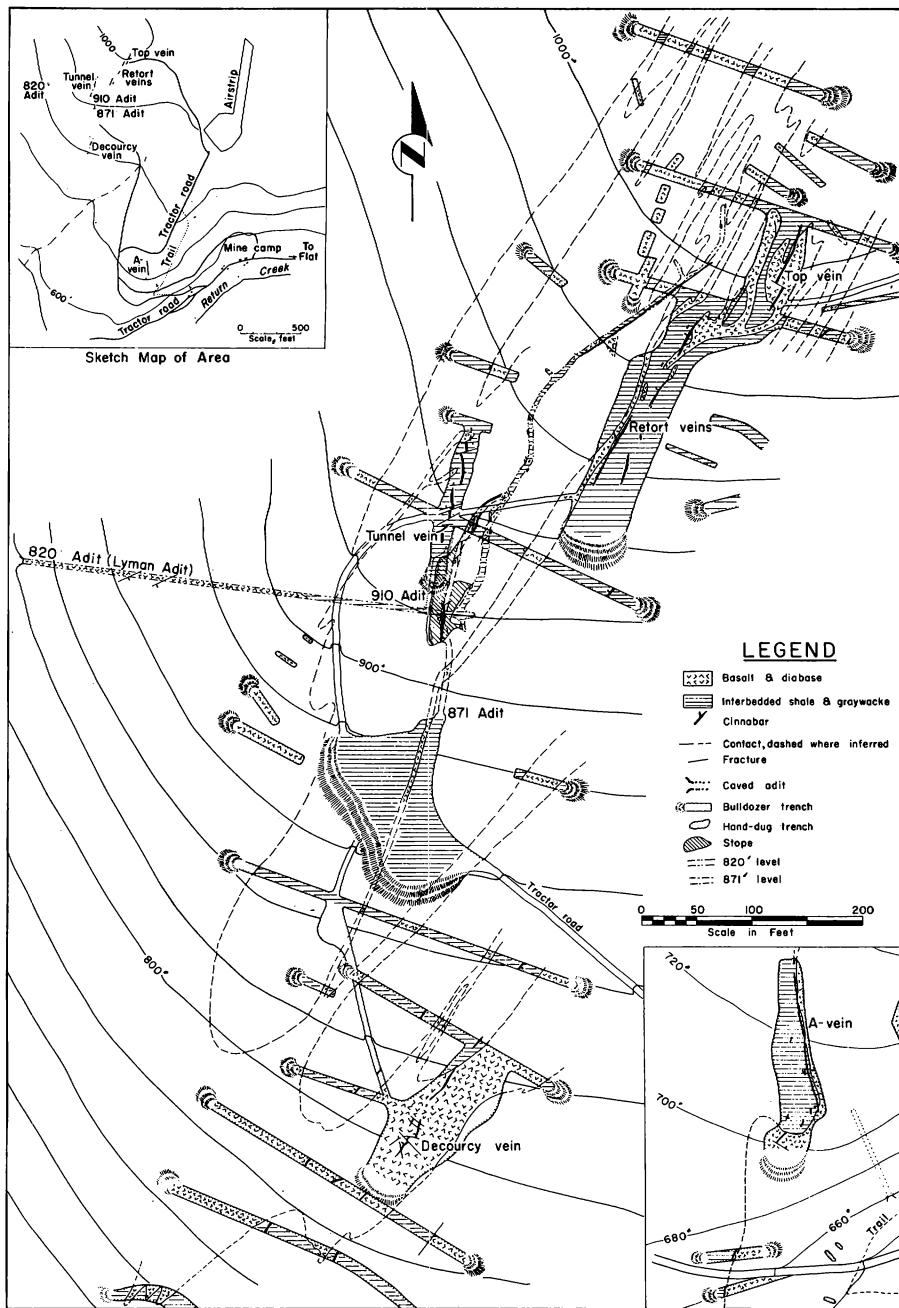 1000
Top vein
Tunnel vein
Retort veins
820 Adit
910 Adit
871 Adit
Airstrip
Decourcy vein
Tractor road
Trail
A-vein
Mine camp
To Flat
Return Creek
600'
Tractor road
0 500
Scale, feet
Sketch Map of Area
N
1000'
Top vein
Retort veins
Tunnel vein
820 Adit (Lyman Adit)
910 Adit
900'
871 Adit
Tractor road
800'
Decourcy vein
LEGEND
Basalt & diabase
Interbedded shale & graywacke
Cinnabar
Contact, dashed where inferred
Fracture
Caved adit
Bulldozer trench
Hand-dug trench
Stope
820' level
871' level
0 50 100 200
Scale in Feet
720'
A-vein
700'
680'
660'
Trail